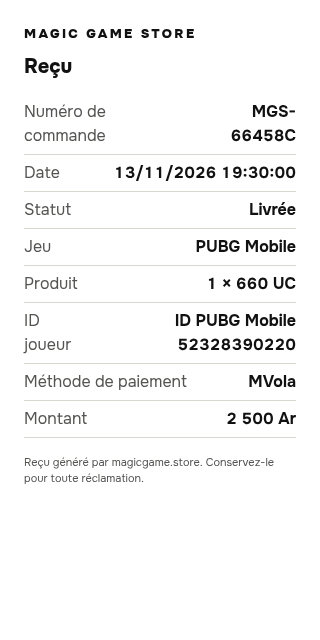 MAGIC GAME STORE
Reçu
Numéro de commande MGS-66458C
Date 13/11/2026 19:30:00
Statut Livrée
Jeu PUBG Mobile
Produit 1 × 660 UC
ID joueur ID PUBG Mobile 52328390220
Méthode de paiement MVola
Montant 2 500 Ar
Reçu généré par magicgame.store. Conservez-le
pour toute réclamation.